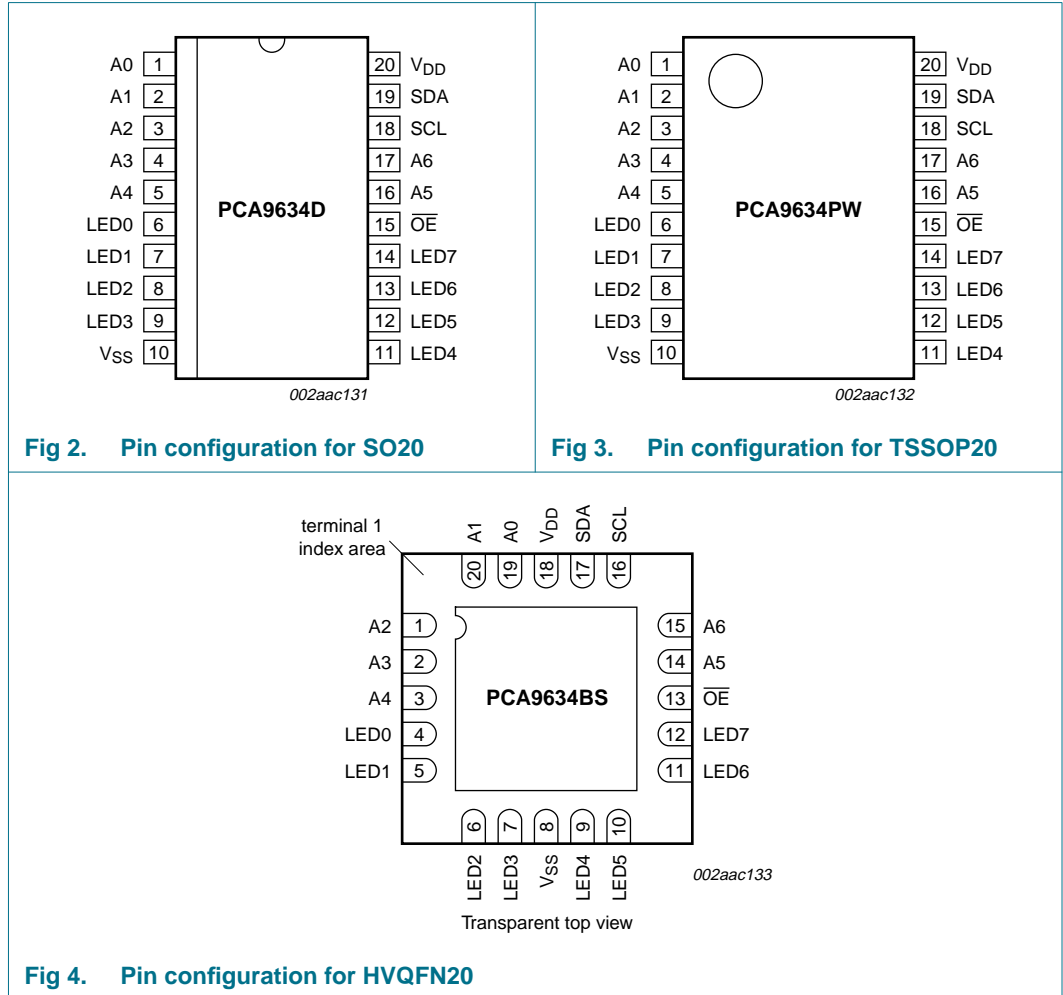 A0 1
A1 2
A2 3
A3 4
A4 5
LED0 6
LED1 7
LED2 8
LED3 9
VSS 10
PCA9634D
20 VDD
19 SDA
18 SCL
17 A6
16 A5
15 O̅E̅
14 LED7
13 LED6
12 LED5
11 LED4
002aac131
Fig 2. Pin configuration for SO20
A0 1
A1 2
A2 3
A3 4
A4 5
LED0 6
LED1 7
LED2 8
LED3 9
VSS 10
PCA9634PW
20 VDD
19 SDA
18 SCL
17 A6
16 A5
15 O̅E̅
14 LED7
13 LED6
12 LED5
11 LED4
002aac132
Fig 3. Pin configuration for TSSOP20
terminal 1
index area
A1 A0 VDD SDA SCL
20 19 18 17 16
A2 1
A3 2
A4 3
LED0 4
LED1 5
PCA9634BS
15 A6
14 A5
13 O̅E̅
12 LED7
11 LED6
6 7 8 9 10
LED2 LED3 VSS LED4 LED5
002aac133
Transparent top view
Fig 4. Pin configuration for HVQFN20